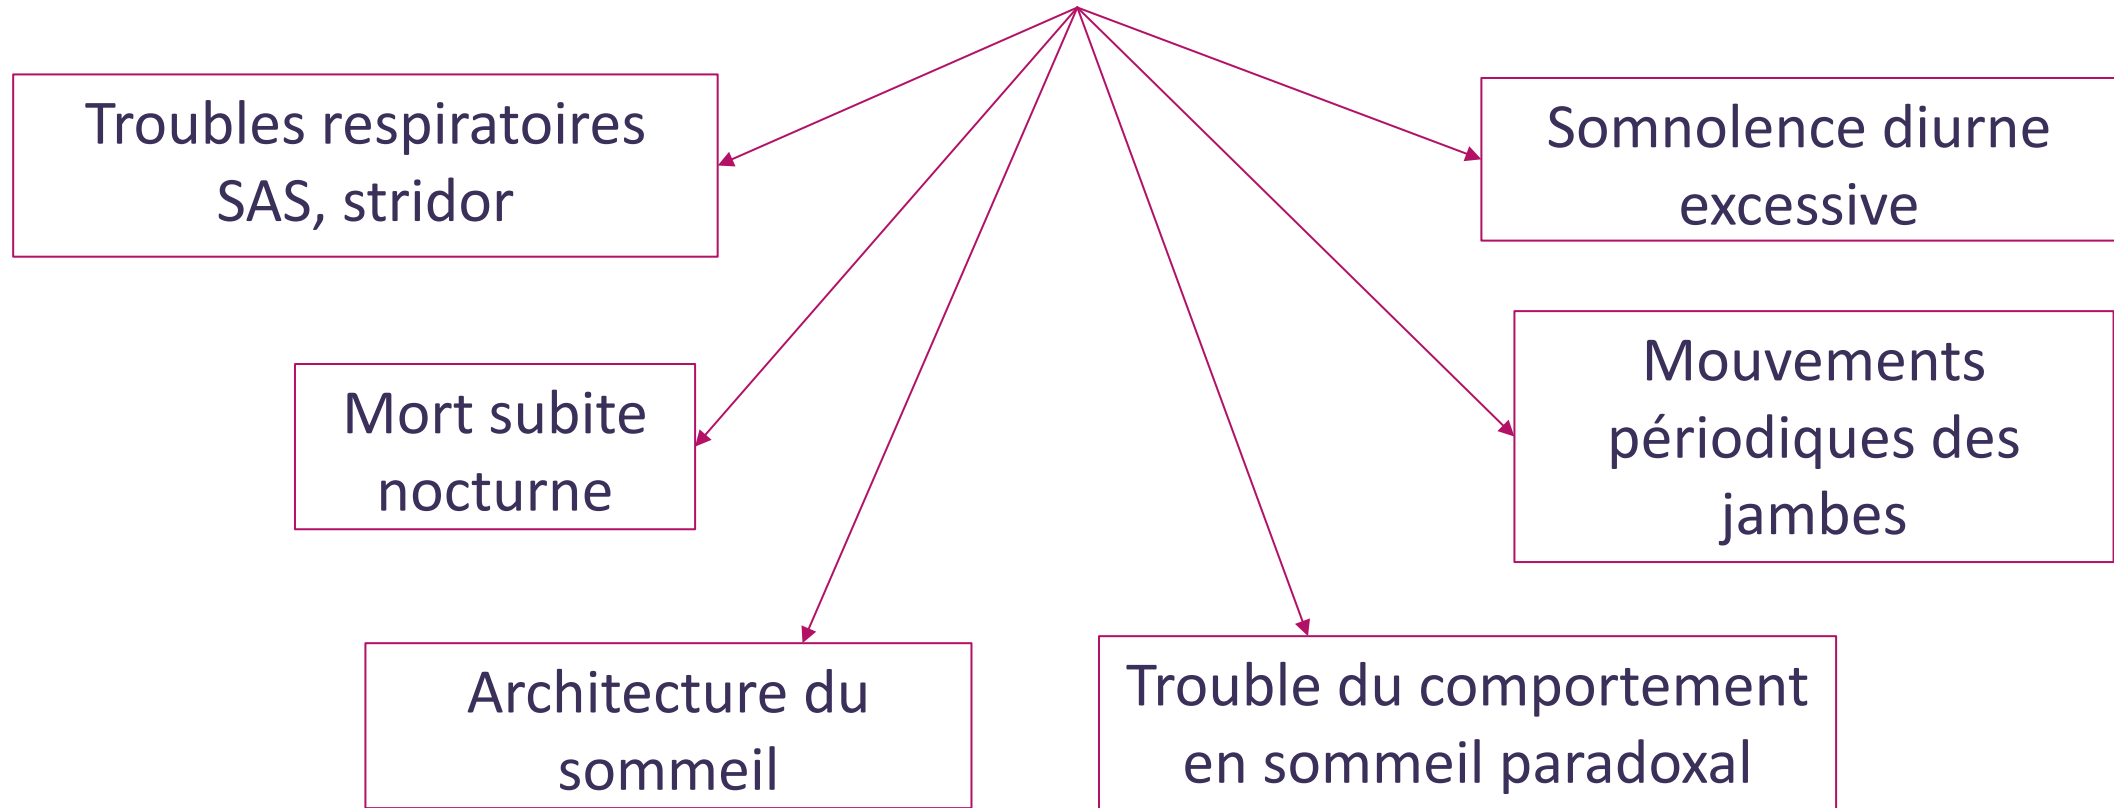 Troubles respiratoires
SAS, stridor
Somnolence diurne
excessive
Mort subite
nocturne
Mouvements
périodiques des
jambes
Architecture du
sommeil
Trouble du comportement
en sommeil paradoxal